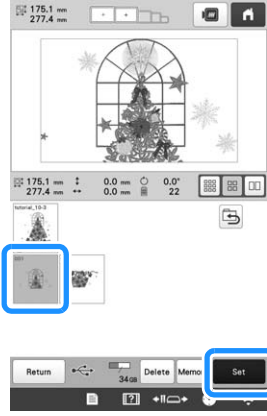 175.1 mm
277.4 mm
175.1 mm 0.0 mm 0.0°
277.4 mm 0.0 mm 22
tutorial_10-3
Return 34GB Delete Memo Set